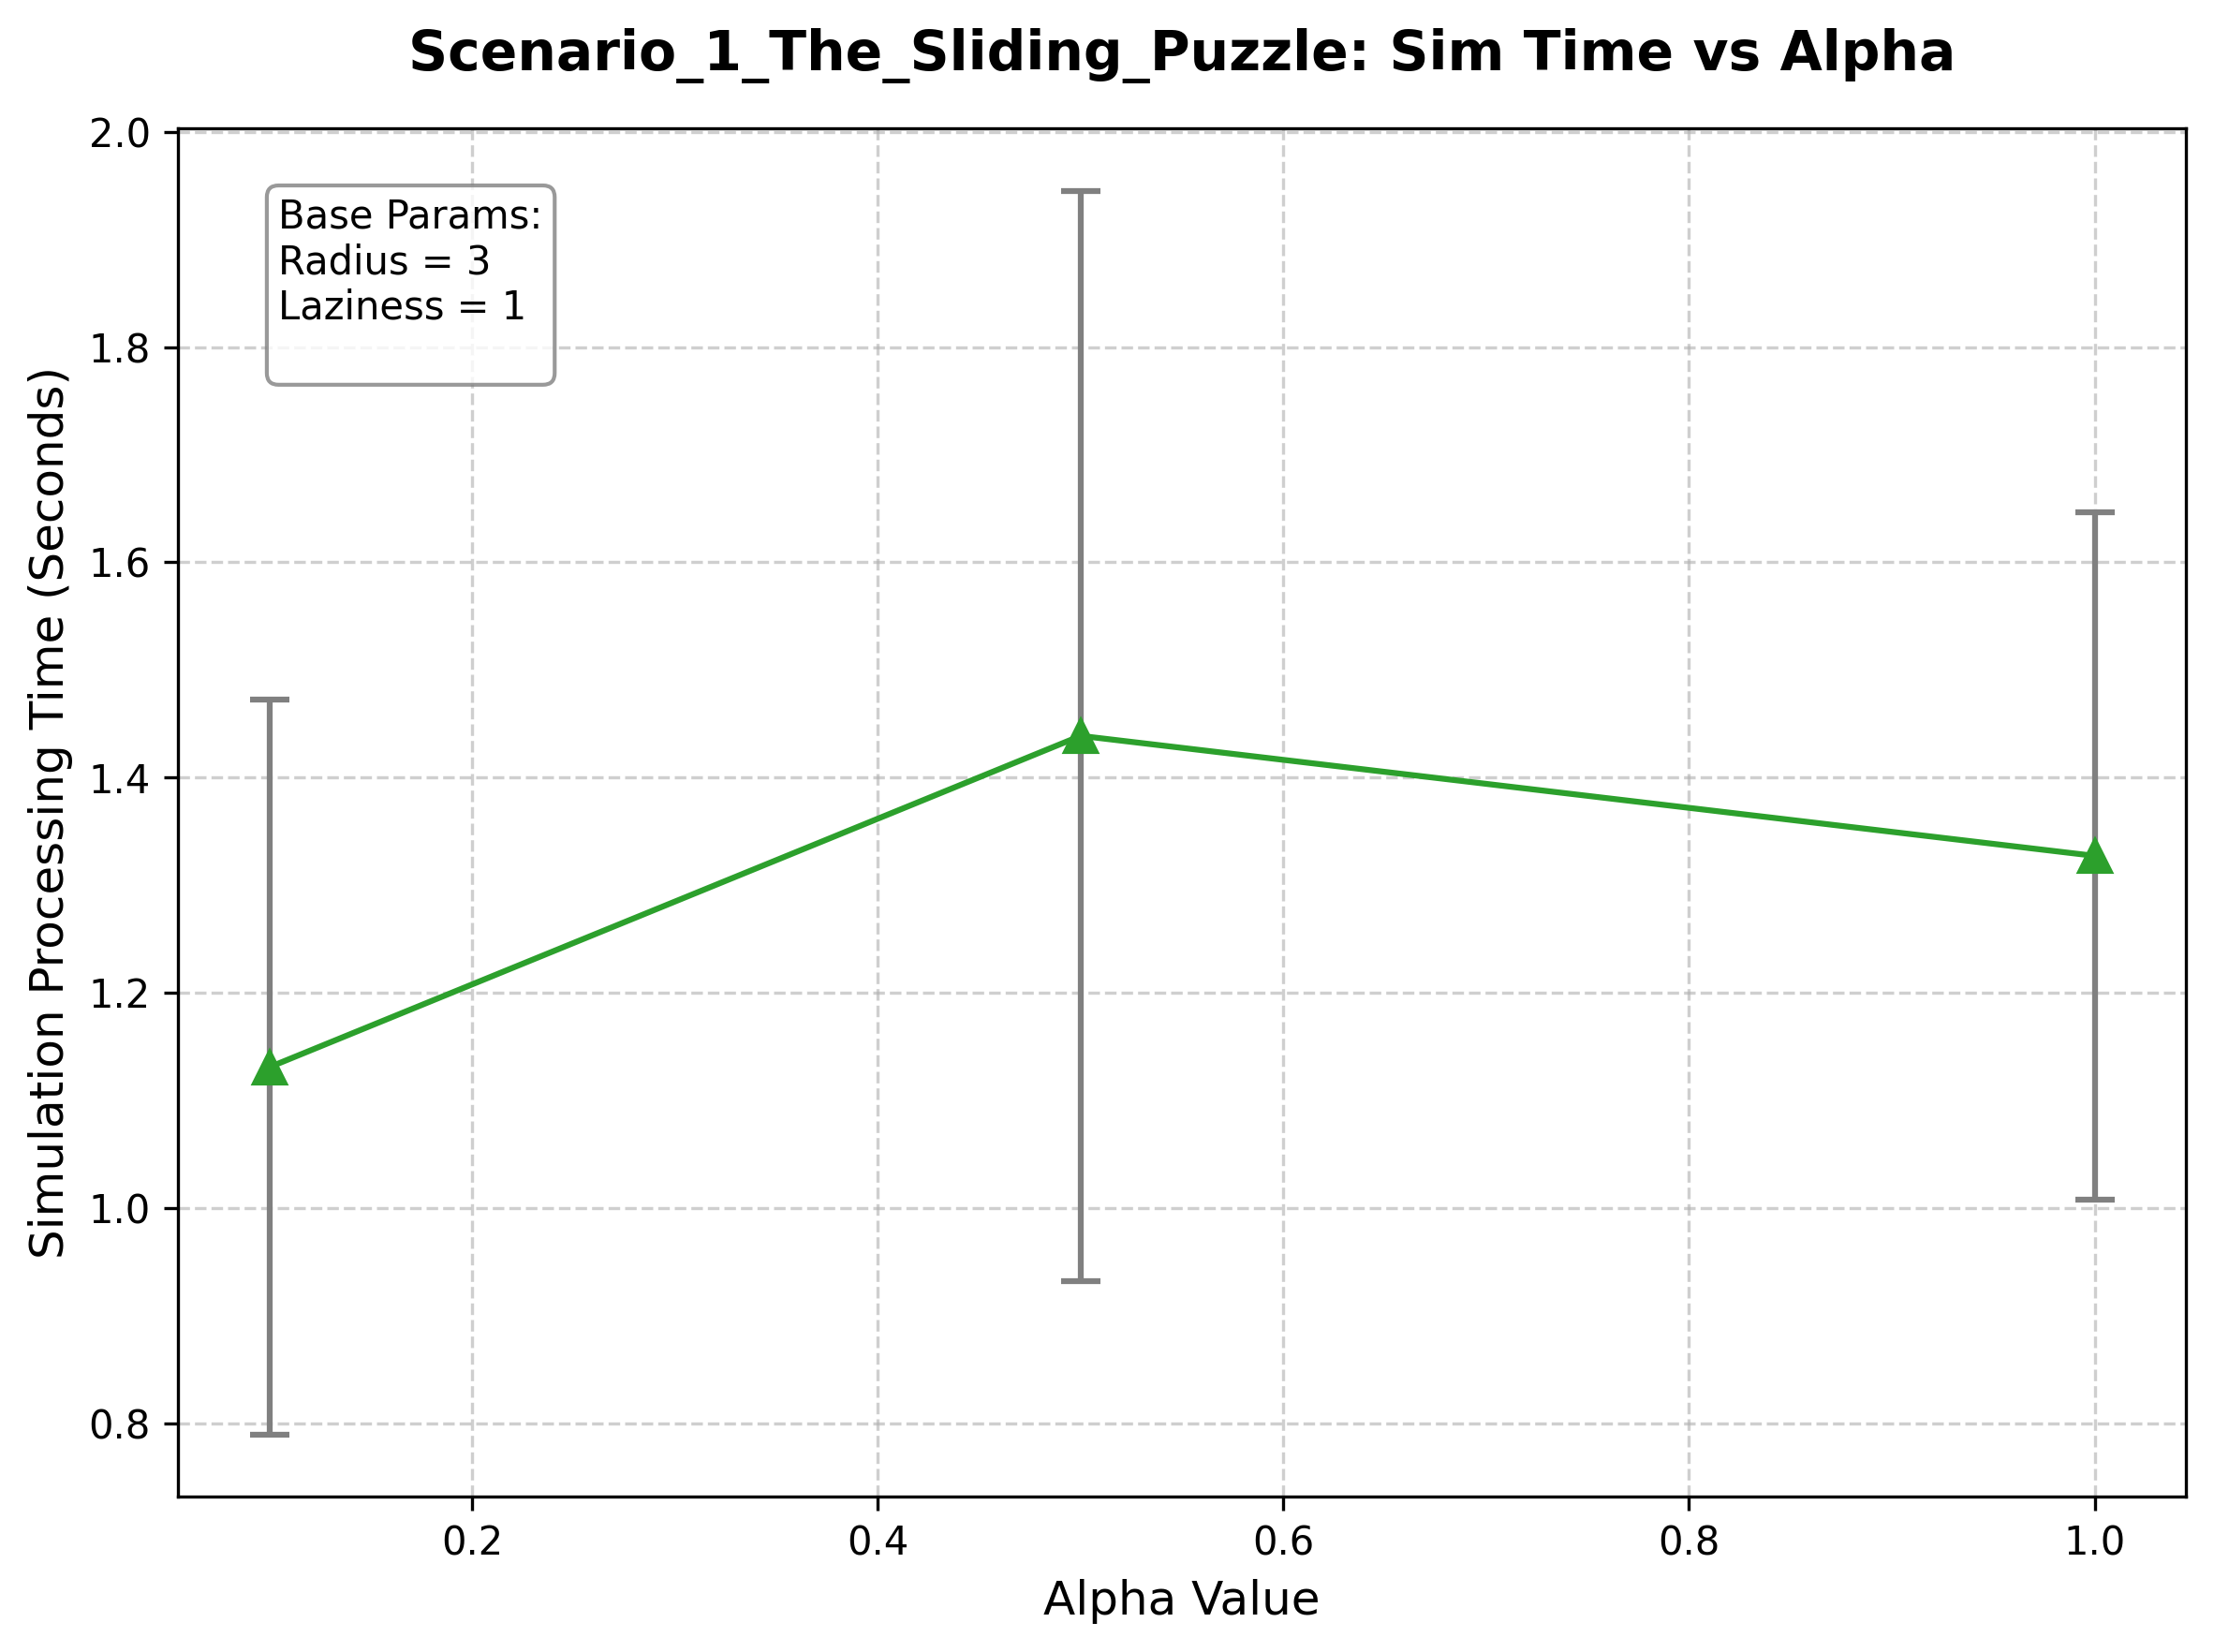 Scenario_1_The_Sliding_Puzzle: Sim Time vs Alpha
2.0
1.8
1.6
1.4
1.2
1.0
0.8
Simulation Processing Time (Seconds)
Base Params:
Radius = 3
Laziness = 1
0.2
0.4
0.6
0.8
1.0
Alpha Value